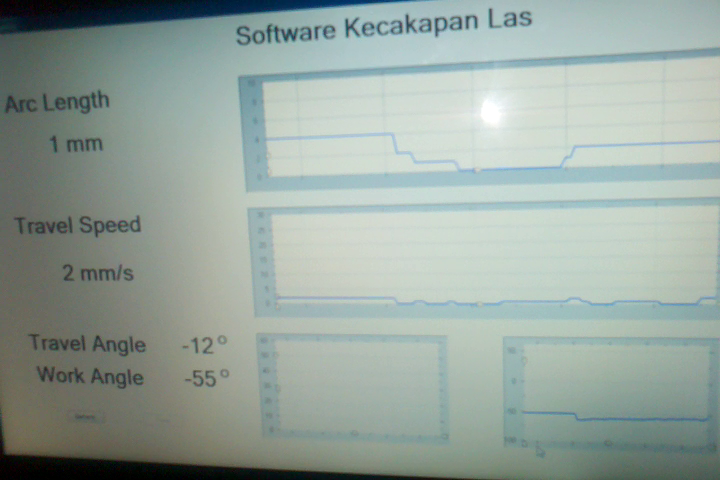 Software Kecakapan Las
Arc Length
1 mm
Travel Speed
2 mm/s
Travel Angle -12°
Work Angle -55°